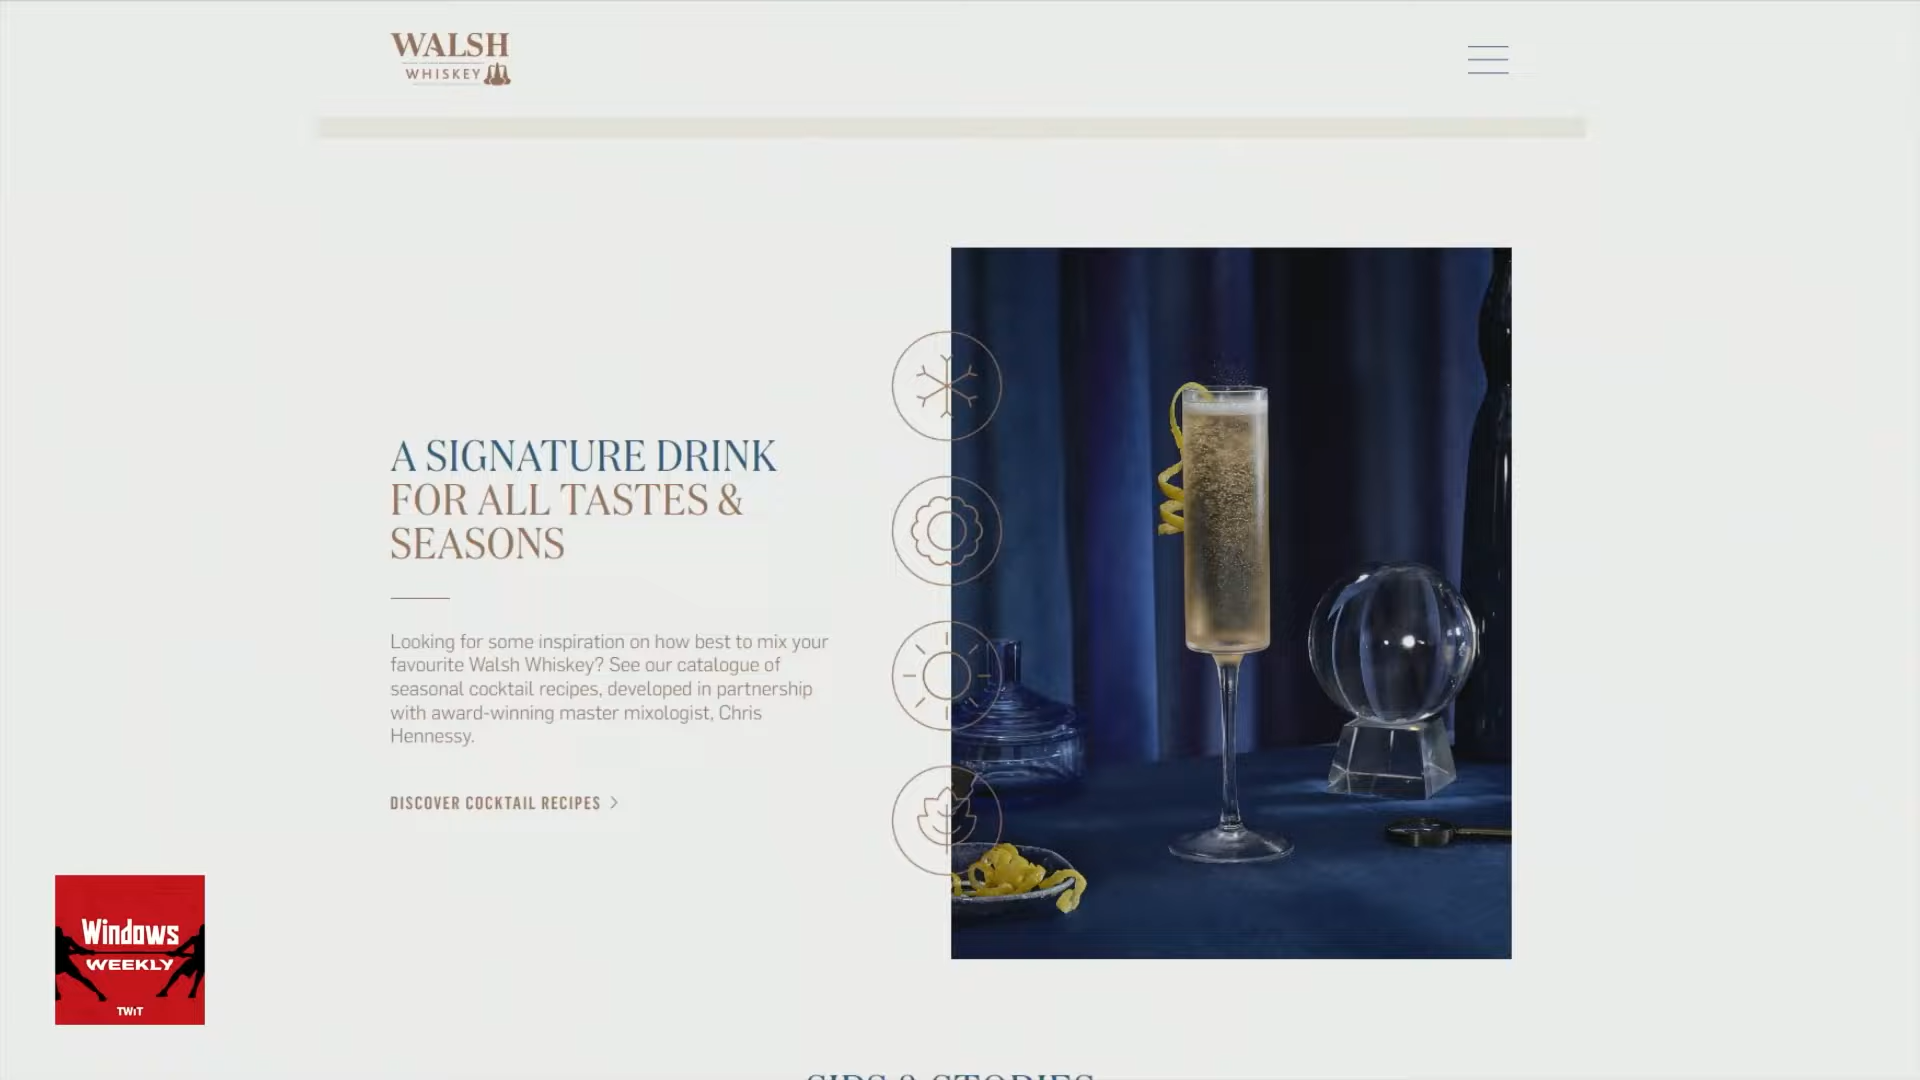 WALSH
WHISKEY
A SIGNATURE DRINK
FOR ALL TASTES &
SEASONS
Looking for some inspiration on how best to mix your
favourite Walsh Whiskey? See our catalogue of
seasonal cocktail recipes, developed in partnership
with award-winning master mixologist, Chris
Hennessy.
DISCOVER COCKTAIL RECIPES
Windows
WEEKLY
TWiT
SIPS & STORIES